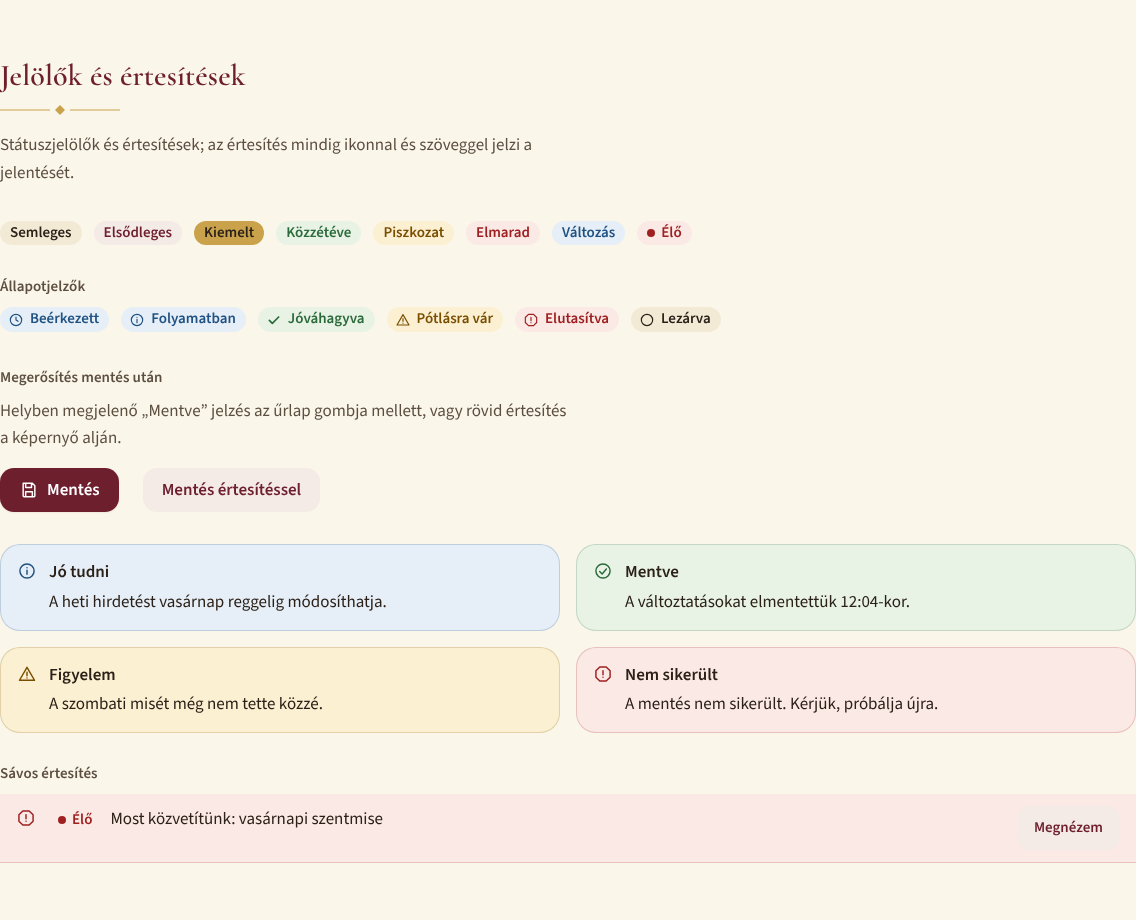 Jelölők és értesítések
Státuszjelölők és értesítések; az értesítés mindig ikonnal és szöveggel jelzi a
jelentését.
Semleges Elsődleges Kiemelt Közzétéve Piszkozat Elmarad Változás Élő
Állapotjelzők
Beérkezett Folyamatban Jóváhagyva Pótlásra vár Elutasítva Lezárva
Megerősítés mentés után
Helyben megjelenő „Mentve” jelzés az űrlap gombja mellett, vagy rövid értesítés
a képernyő alján.
Mentés Mentés értesítéssel
Jó tudni
A heti hirdetést vasárnap reggelig módosíthatja.
Mentve
A változtatásokat elmentettük 12:04-kor.
Figyelem
A szombati misét még nem tette közzé.
Nem sikerült
A mentés nem sikerült. Kérjük, próbálja újra.
Sávos értesítés
Élő Most közvetítünk: vasárnapi szentmise Megnézem